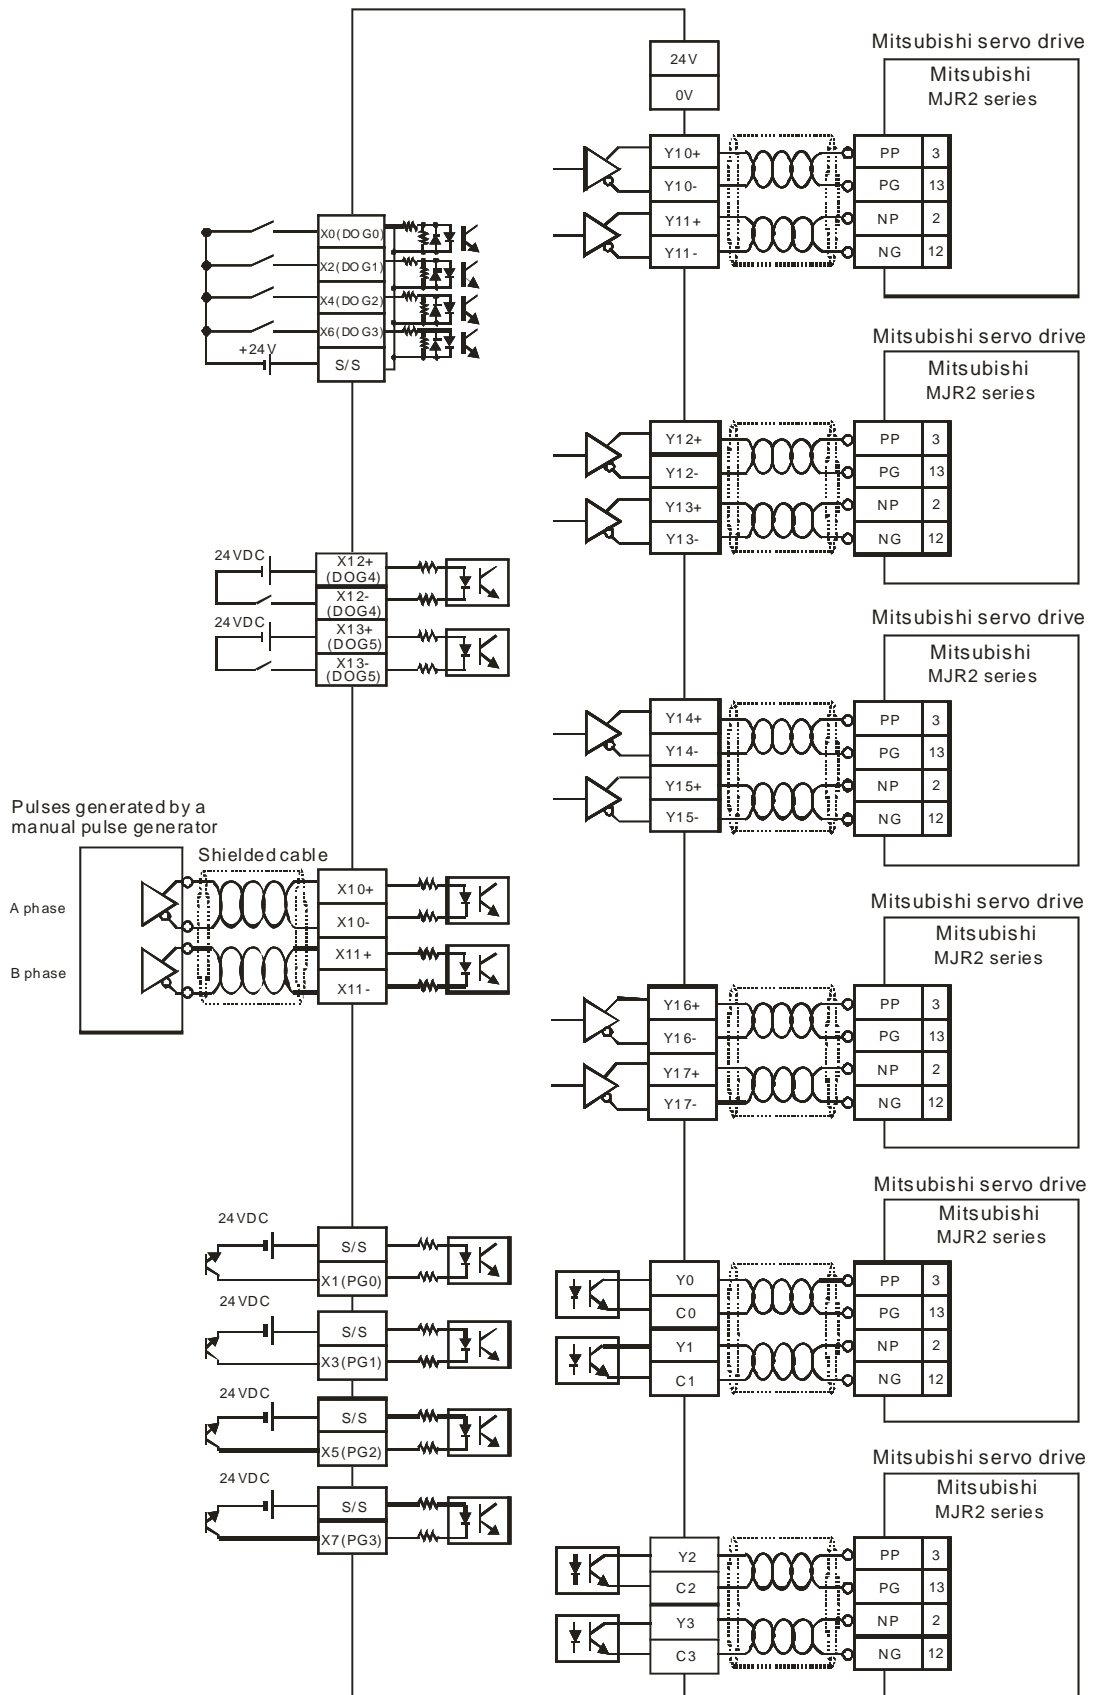 24V
0V
Mitsubishi servo drive
Mitsubishi
MJR2 series
Y10+
PP 3
Y10-
PG 13
Y11+
NP 2
Y11-
NG 12
X0(DOG0)
X2(DOG1)
X4(DOG2)
X6(DOG3)
+24V
S/S
Mitsubishi servo drive
Mitsubishi
MJR2 series
Y12+
PP 3
Y12-
PG 13
Y13+
NP 2
Y13-
NG 12
24VDC
X12+
(DOG4)
X12-
(DOG4)
24VDC
X13+
(DOG5)
X13-
(DOG5)
Mitsubishi servo drive
Mitsubishi
MJR2 series
Y14+
PP 3
Y14-
PG 13
Y15+
NP 2
Y15-
NG 12
Pulses generated by a
manual pulse generator
Shielded cable
A phase
B phase
X10+
X10-
X11+
X11-
Mitsubishi servo drive
Mitsubishi
MJR2 series
Y16+
PP 3
Y16-
PG 13
Y17+
NP 2
Y17-
NG 12
24VDC
S/S
X1(PG0)
24VDC
S/S
X3(PG1)
24VDC
S/S
X5(PG2)
24VDC
S/S
X7(PG3)
Mitsubishi servo drive
Mitsubishi
MJR2 series
Y0
PP 3
C0
PG 13
Y1
NP 2
C1
NG 12
Mitsubishi servo drive
Mitsubishi
MJR2 series
Y2
PP 3
C2
PG 13
Y3
NP 2
C3
NG 12